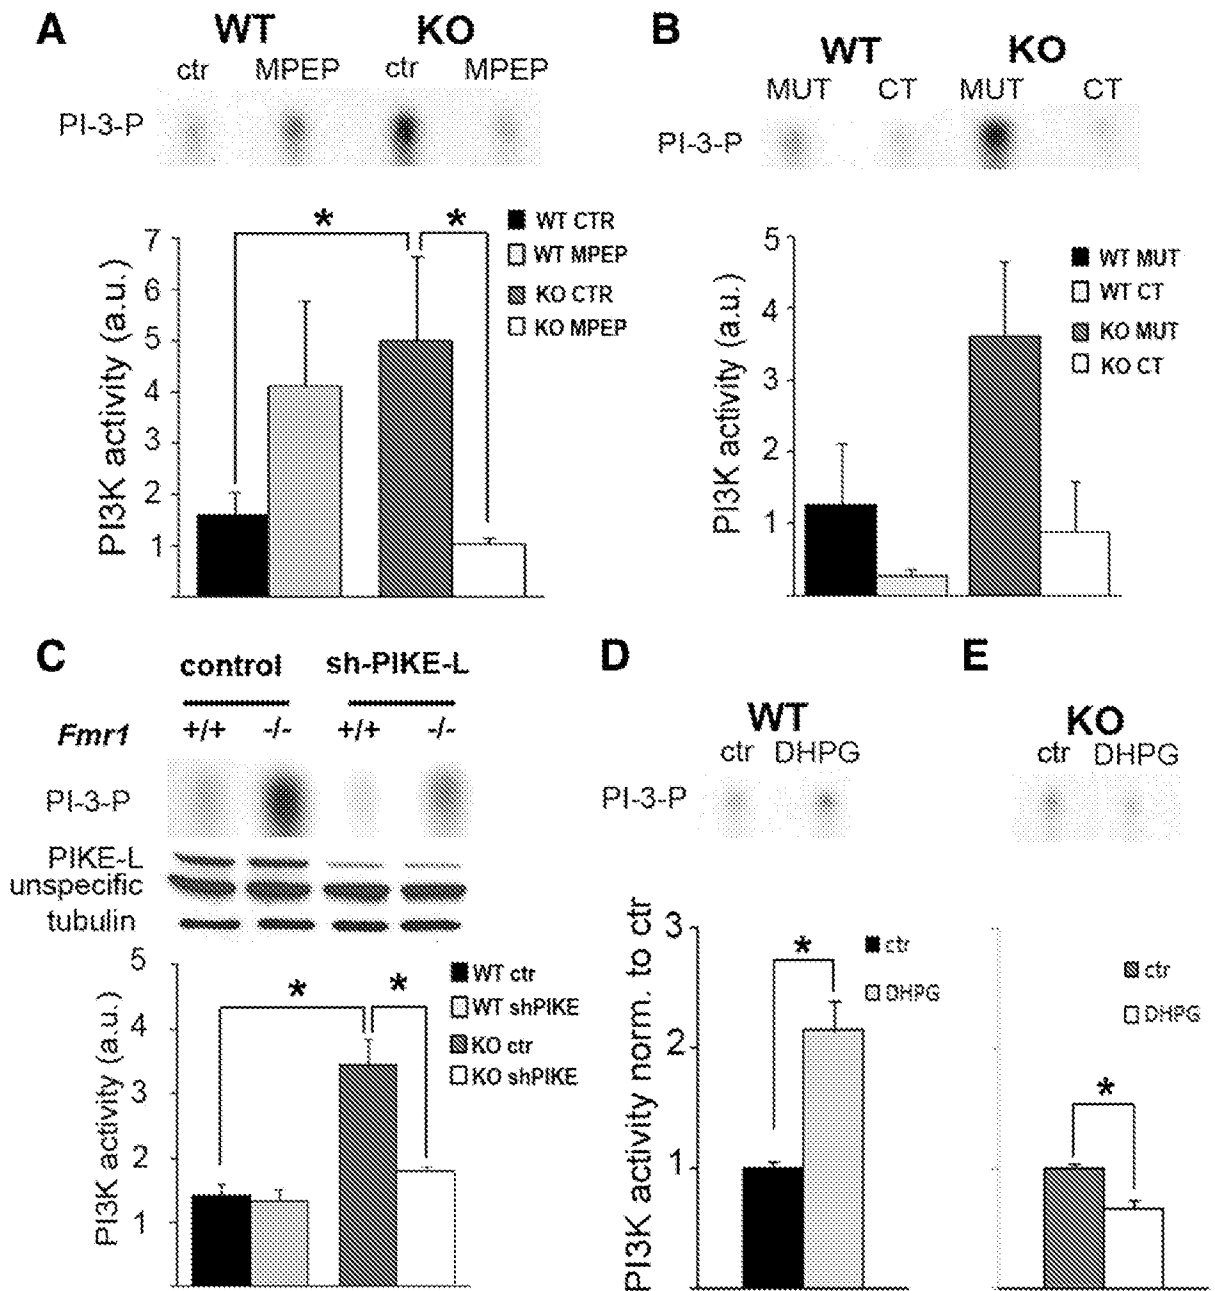 A
WT KO
ctr MPEP ctr MPEP
PI-3-P
* *
WT CTR
WT MPEP
KO CTR
KO MPEP
PI3K activity (a.u.)
7
6
5
4
3
2
1
B
WT KO
MUT CT MUT CT
PI-3-P
WT MUT
WT CT
KO MUT
KO CT
PI3K activity (a.u.)
5
4
3
2
1
C
control sh-PIKE-L
Fmr1 +/+ -/- +/+ -/-
PI-3-P
PIKE-L
unspecific
tubulin
* *
WT ctr
WT shPIKE
KO ctr
KO shPIKE
PI3K activity (a.u.)
5
4
3
2
1
D
WT
ctr DHPG
PI-3-P
*
ctr
DHPG
PI3K activity norm. to ctr
3
2
1
E
KO
ctr DHPG
*
ctr
DHPG